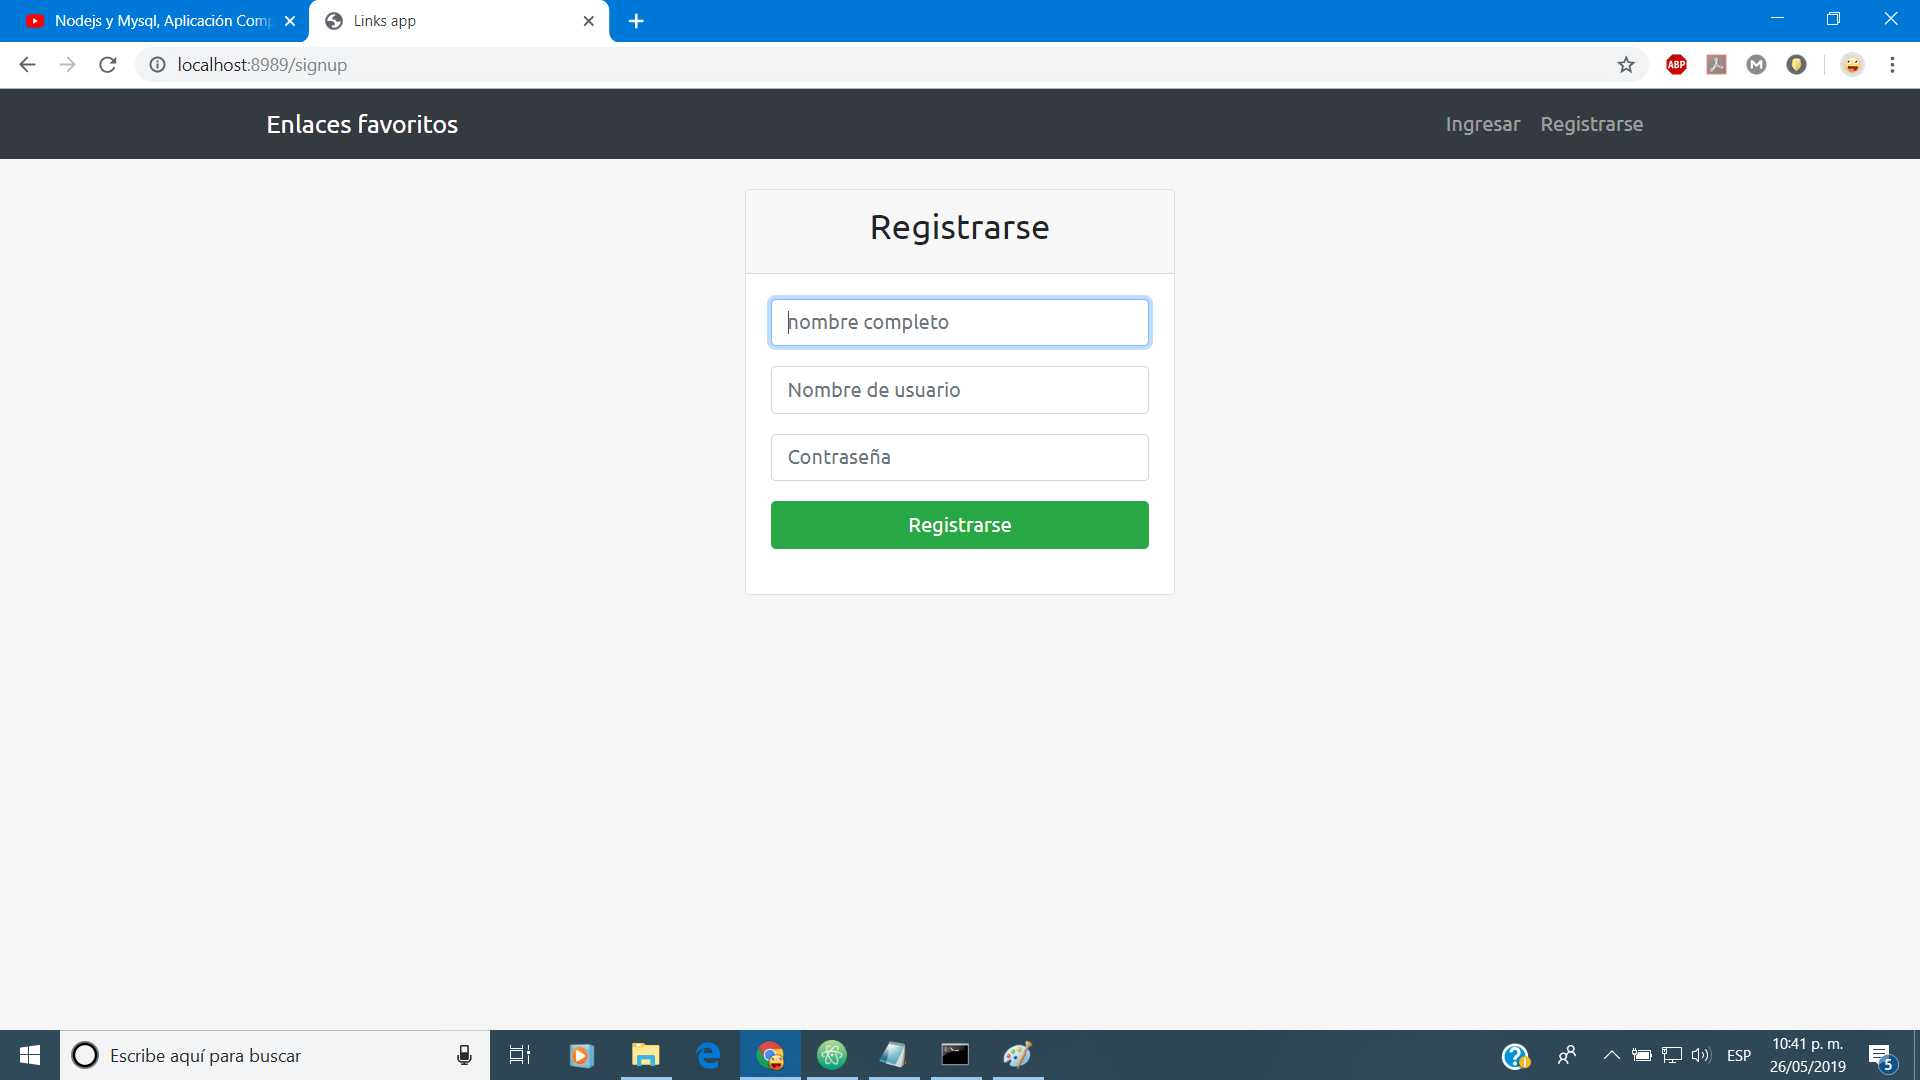 Nodejs y Mysql, Aplicación Comp
Links app
localhost:8989/signup
ABP
M
Enlaces favoritos
Ingresar
Registrarse
Registrarse
nombre completo
Nombre de usuario
Contraseña
Registrarse
Escribe aquí para buscar
ESP
10:41 p. m.
26/05/2019
5